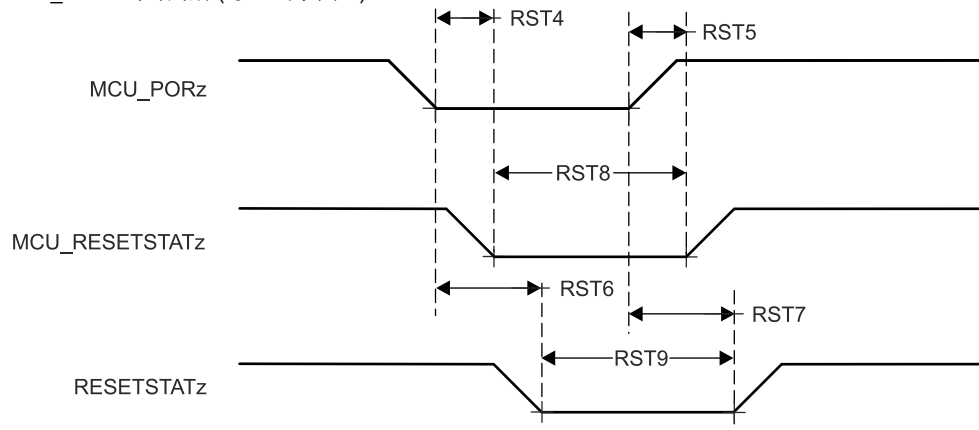 RST4
RST5
MCU_PORz
RST8
MCU_RESETSTATz
RST6
RST7
RST9
RESETSTATz